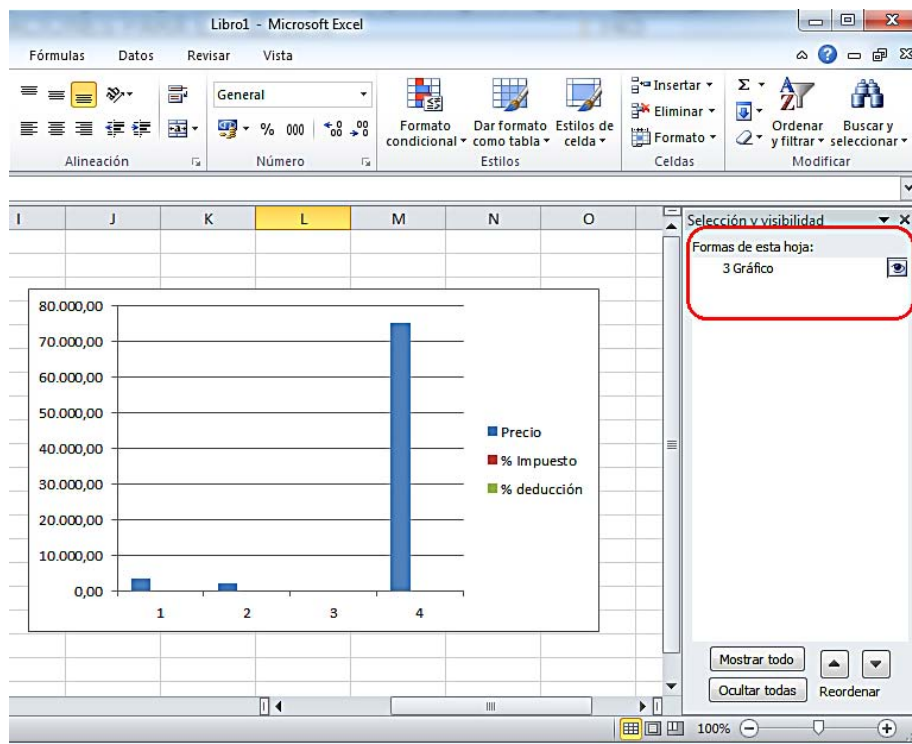 Libro1 - Microsoft Excel
Fórmulas Datos Revisar Vista
General
% 000
Formato condicional
Dar formato como tabla
Estilos de celda
Insertar
Eliminar
Formato
Σ
Ordenar y filtrar
Buscar y seleccionar
Alineación Número Estilos Celdas Modificar
I J K L M N O
Selección y visibilidad
Formas de esta hoja:
3 Gráfico
80.000,00
70.000,00
60.000,00
50.000,00
40.000,00
30.000,00
20.000,00
10.000,00
0,00
1 2 3 4
Precio
% Impuesto
% deducción
Mostrar todo
Ocultar todas
Reordenar
100%